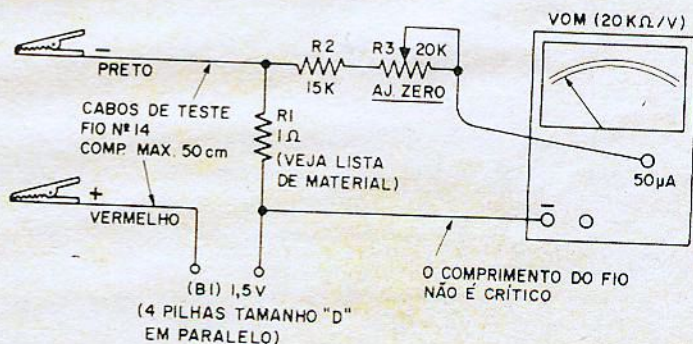 VOM (20KΩ/V)
−
PRETO
R2
15K
R3
20K
AJ. ZERO
CABOS DE TESTE
FIO Nº 14
COMP. MAX. 50 cm
R1
1Ω
(VEJA LISTA
DE MATERIAL)
50µA
+
VERMELHO
−
O COMPRIMENTO DO FIO
NÃO É CRÍTICO
(B1) 1,5V
(4 PILHAS TAMANHO "D"
EM PARALELO)